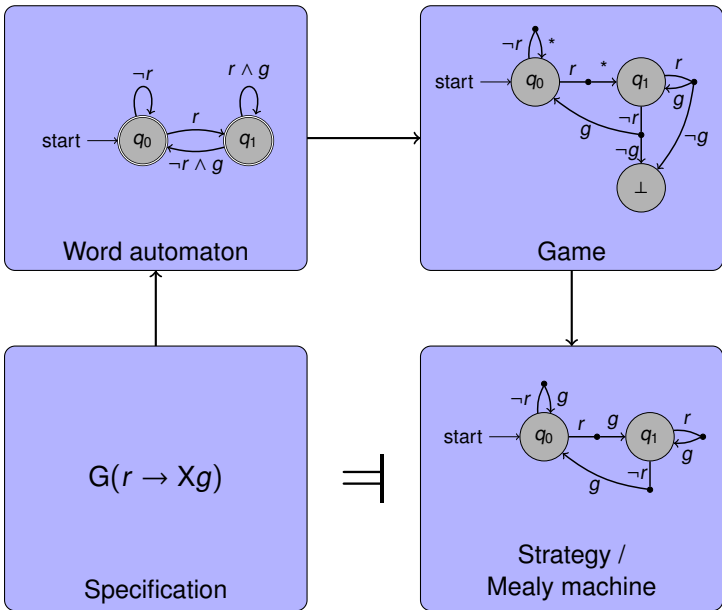 ¬r
r ∧ g
start
q0
r
q1
¬r ∧ g
Word automaton
¬r
*
start
q0
r
*
q1
r
g
g
¬r
¬g
¬g
⊥
Game
G(r → Xg)
Specification
¬r
g
start
q0
r
g
q1
r
g
g
¬r
Strategy /
Mealy machine